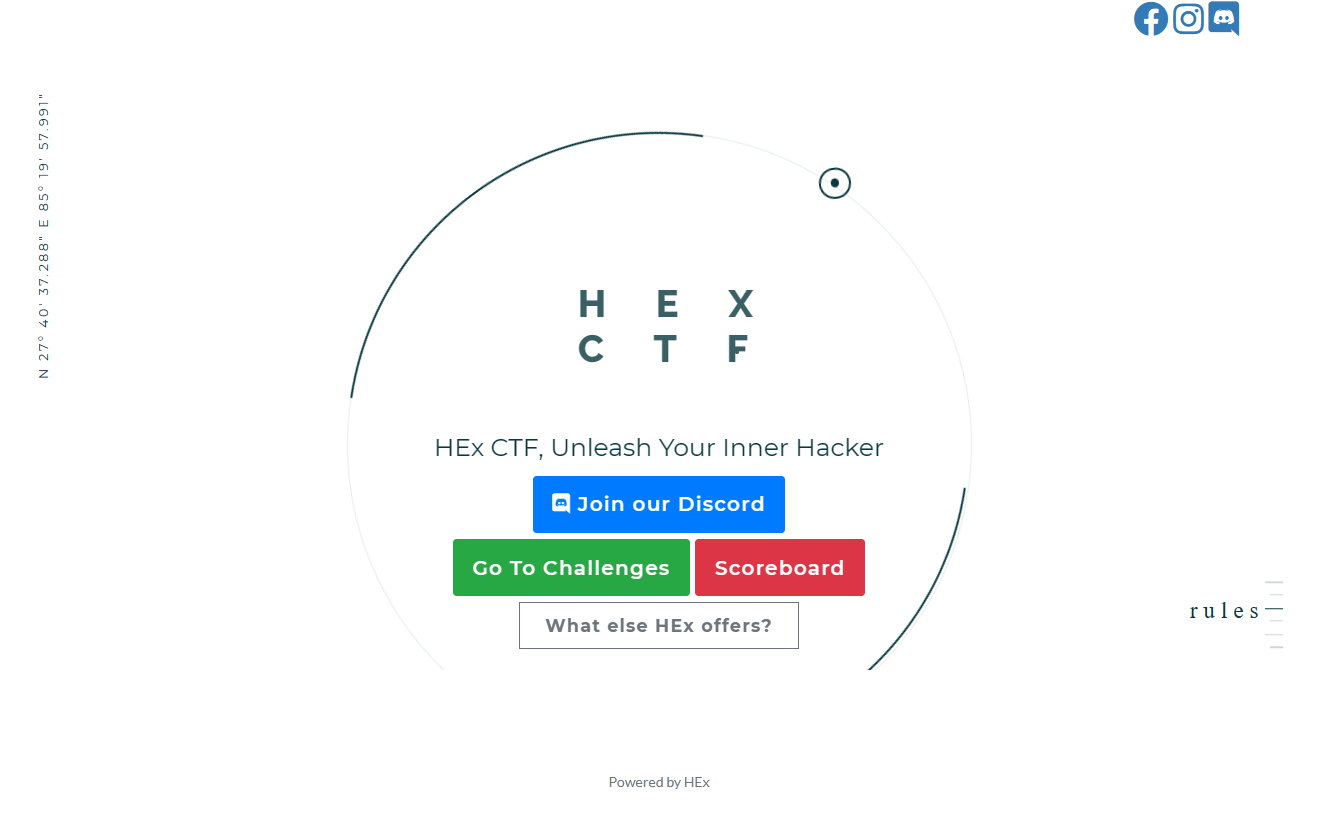 N 27° 40' 37.288" E 85° 19' 57.991"
H E X
C T F
HEx CTF, Unleash Your Inner Hacker
Join our Discord
Go To Challenges Scoreboard
What else HEx offers?
rules
Powered by HEx